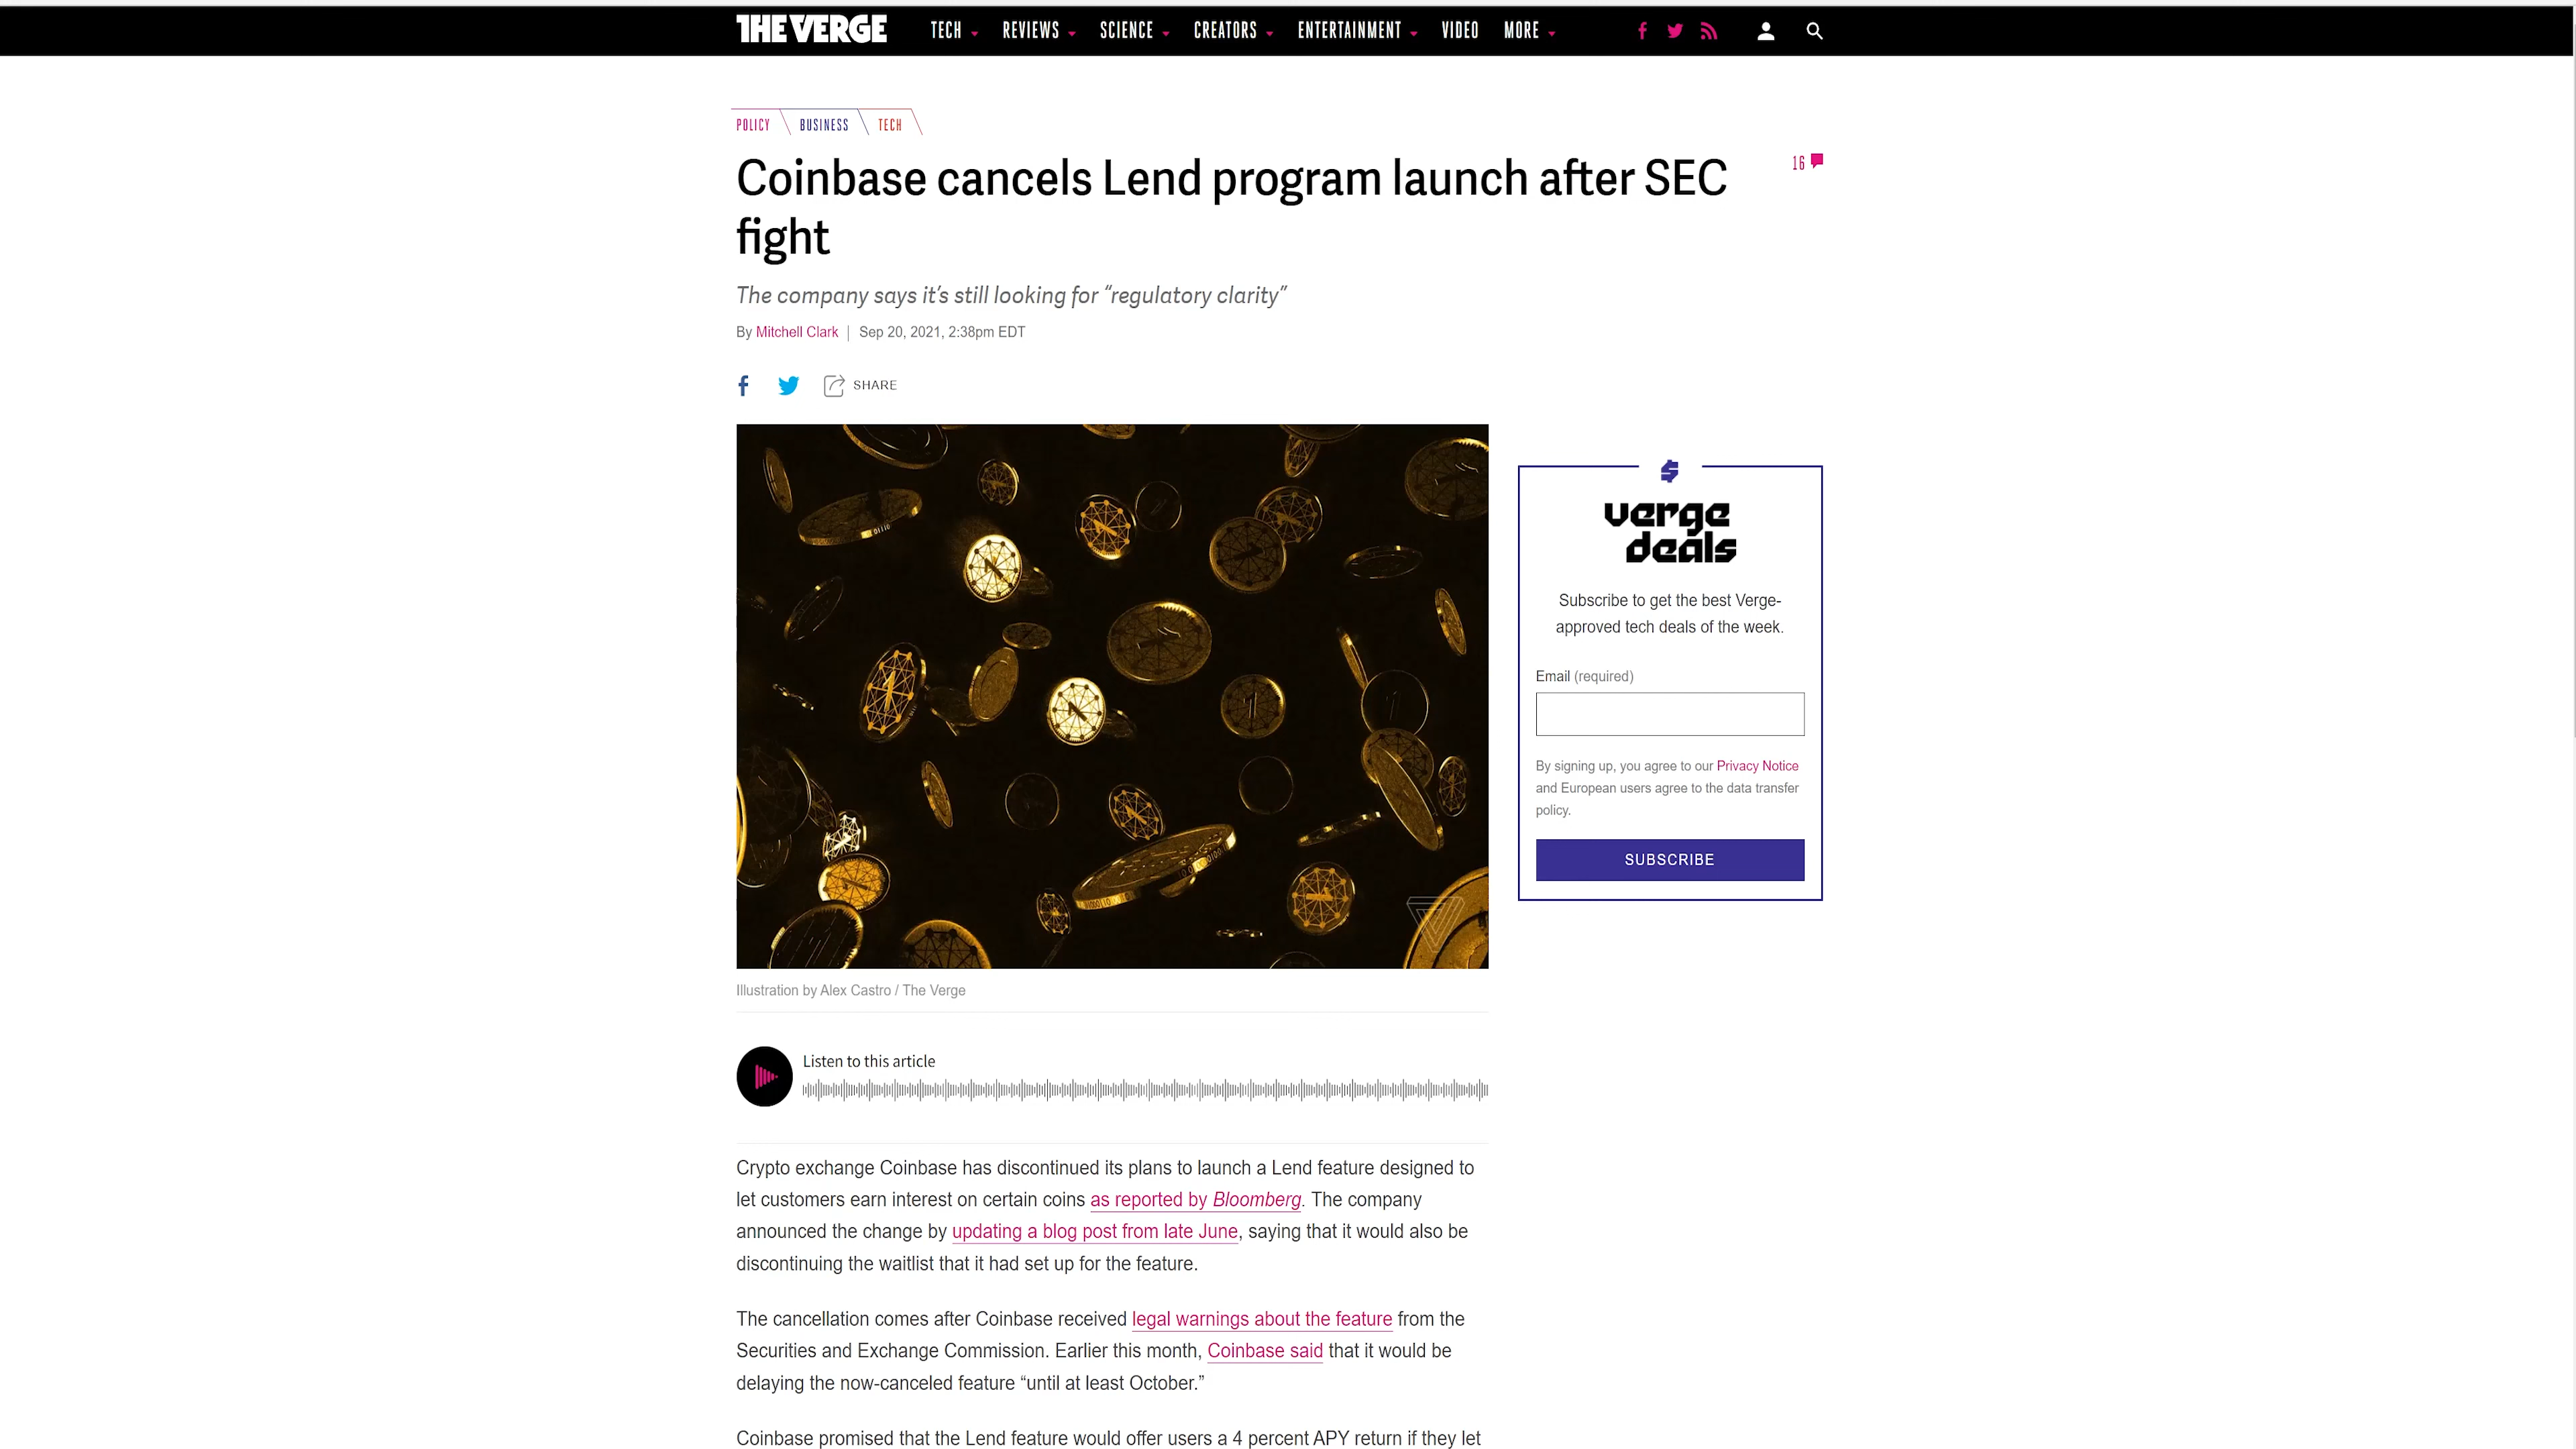 THE VERGE TECH REVIEWS SCIENCE CREATORS ENTERTAINMENT VIDEO MORE
POLICY BUSINESS TECH
Coinbase cancels Lend program launch after SEC
fight
16
The company says it’s still looking for “regulatory clarity”
By Mitchell Clark | Sep 20, 2021, 2:38pm EDT
SHARE
verge
deals
Subscribe to get the best Verge-
approved tech deals of the week.
Email (required)
By signing up, you agree to our Privacy Notice
and European users agree to the data transfer
policy.
SUBSCRIBE
Illustration by Alex Castro / The Verge
Listen to this article
Crypto exchange Coinbase has discontinued its plans to launch a Lend feature designed to
let customers earn interest on certain coins as reported by Bloomberg. The company
announced the change by updating a blog post from late June, saying that it would also be
discontinuing the waitlist that it had set up for the feature.
The cancellation comes after Coinbase received legal warnings about the feature from the
Securities and Exchange Commission. Earlier this month, Coinbase said that it would be
delaying the now-canceled feature “until at least October.”
Coinbase promised that the Lend feature would offer users a 4 percent APY return if they let